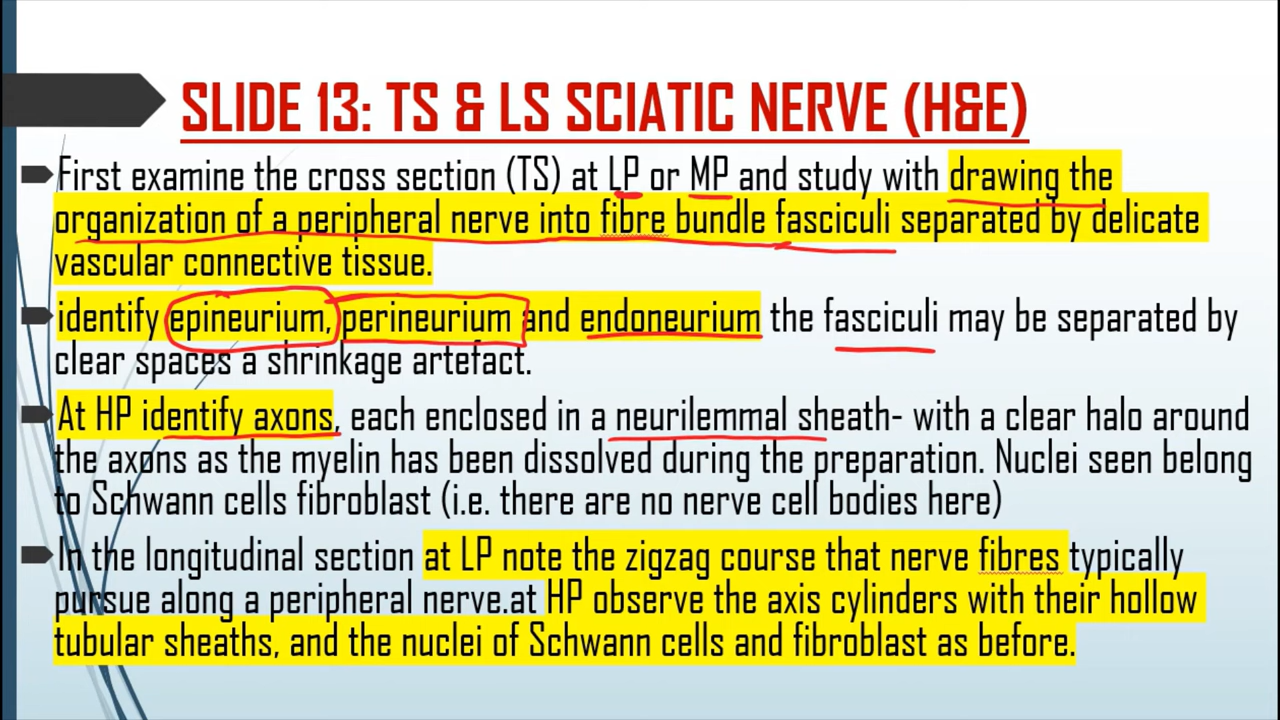 SLIDE 13: TS & LS SCIATIC NERVE (H&E)
First examine the cross section (TS) at LP or MP and study with drawing the
organization of a peripheral nerve into fibre bundle fasciculi separated by delicate
vascular connective tissue.
identify epineurium, perineurium and endoneurium the fasciculi may be separated by
clear spaces a shrinkage artefact.
At HP identify axons, each enclosed in a neurilemmal sheath- with a clear halo around
the axons as the myelin has been dissolved during the preparation. Nuclei seen belong
to Schwann cells fibroblast (i.e. there are no nerve cell bodies here)
In the longitudinal section at LP note the zigzag course that nerve fibres typically
pursue along a peripheral nerve.at HP observe the axis cylinders with their hollow
tubular sheaths, and the nuclei of Schwann cells and fibroblast as before.